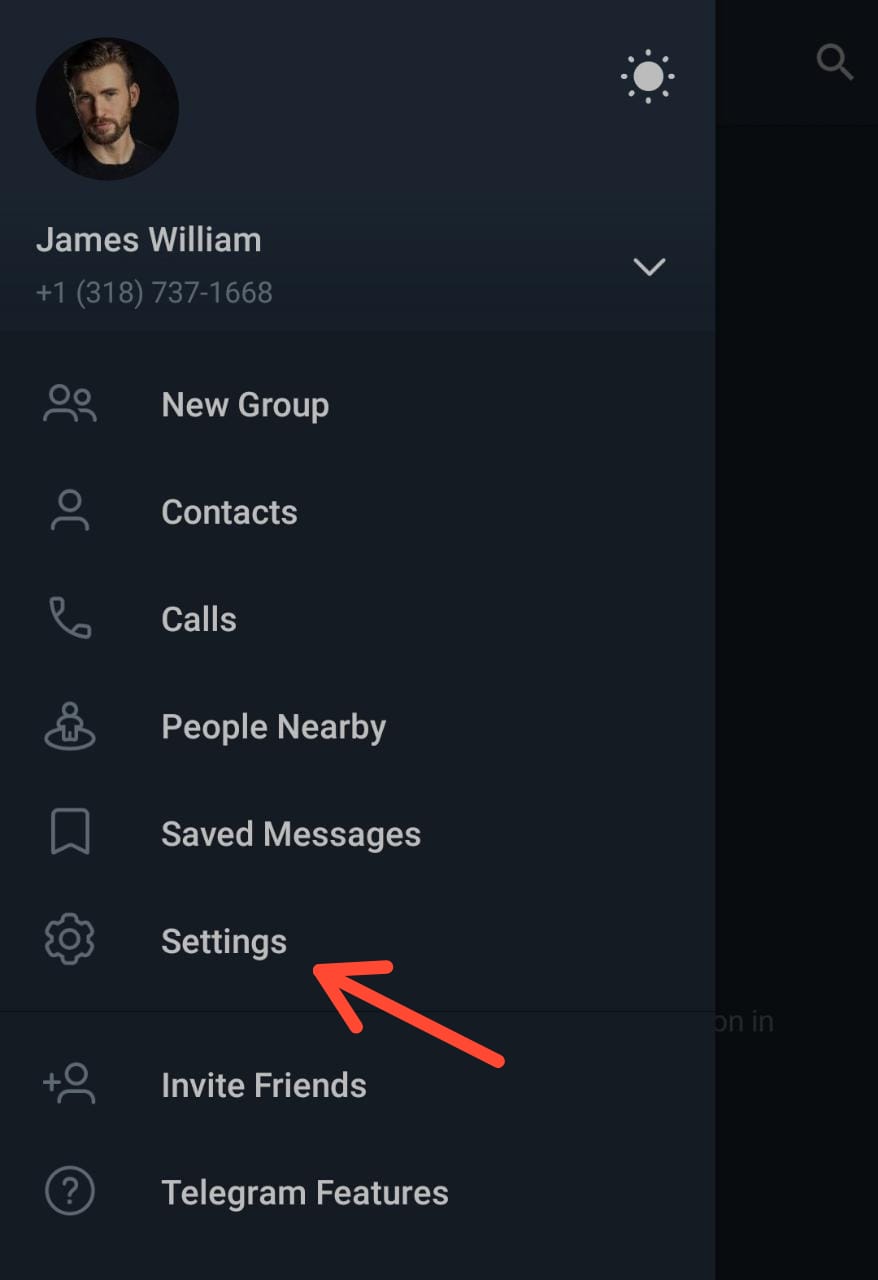 James William
+1 (318) 737-1668
New Group
Contacts
Calls
People Nearby
Saved Messages
Settings
on in
Invite Friends
Telegram Features